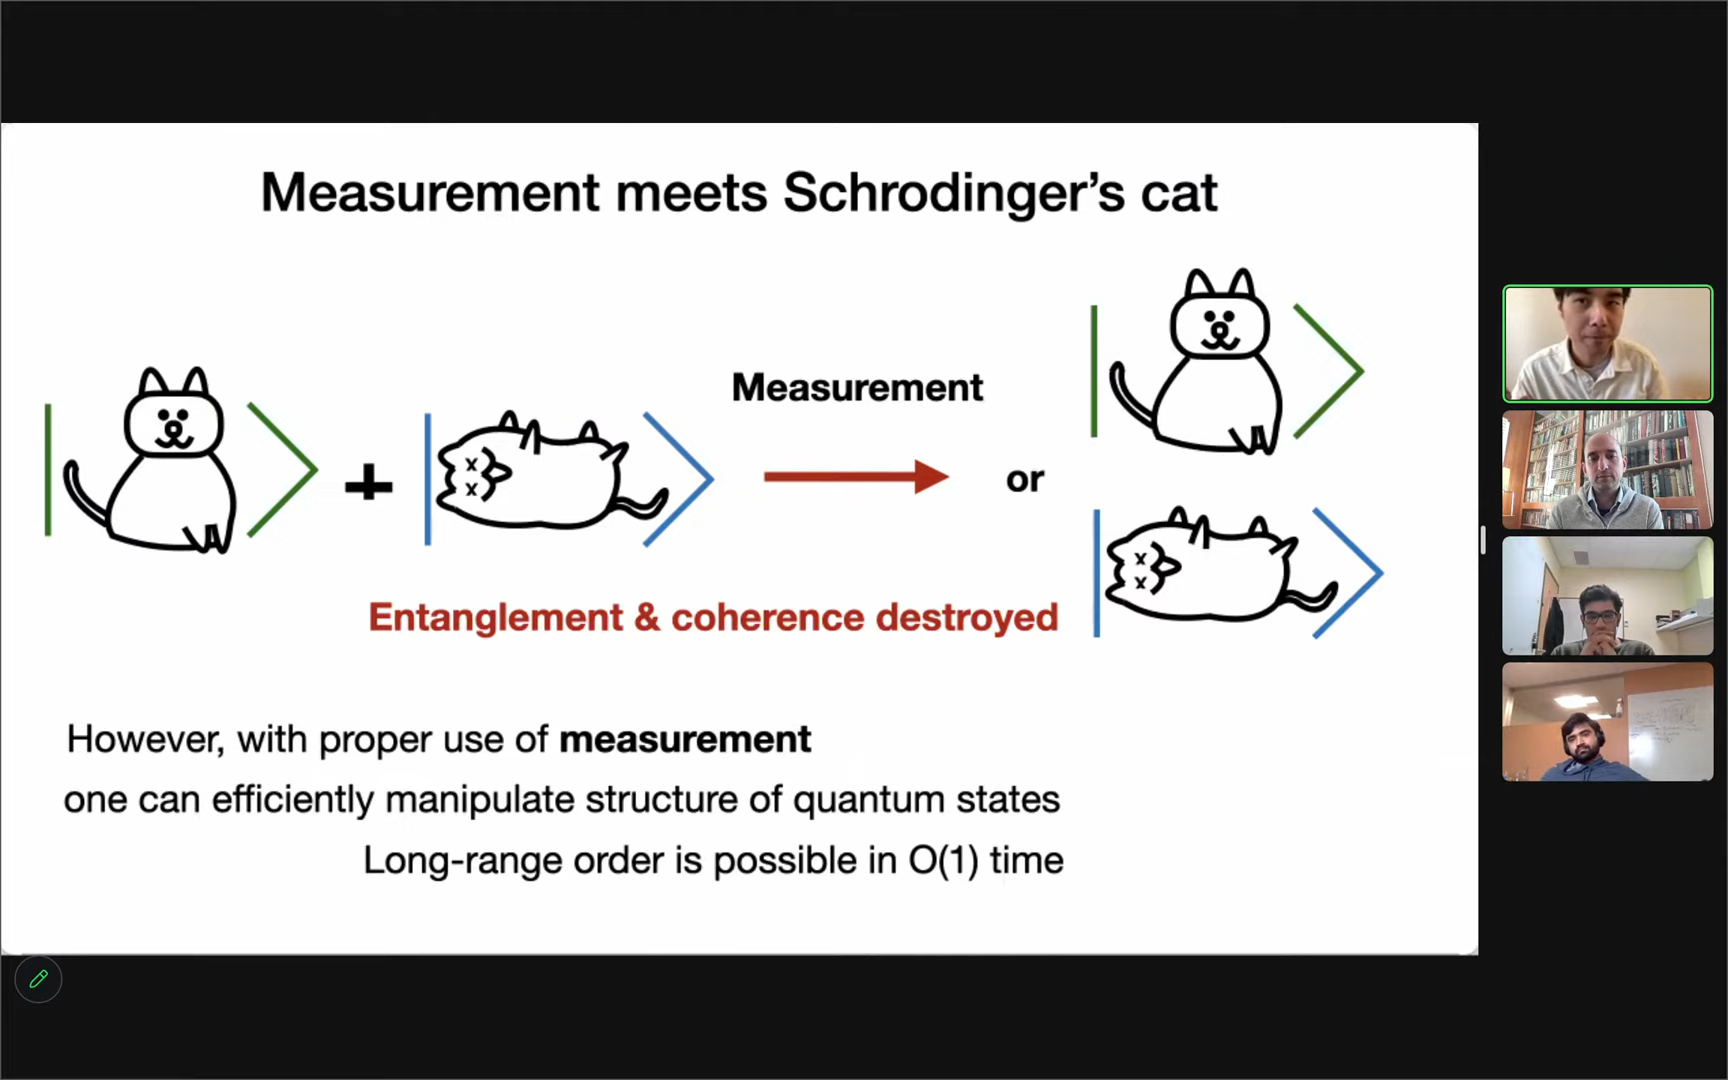 Measurement meets Schrodinger's cat
Measurement
+
or
Entanglement & coherence destroyed
However, with proper use of measurement
one can efficiently manipulate structure of quantum states
Long-range order is possible in O(1) time